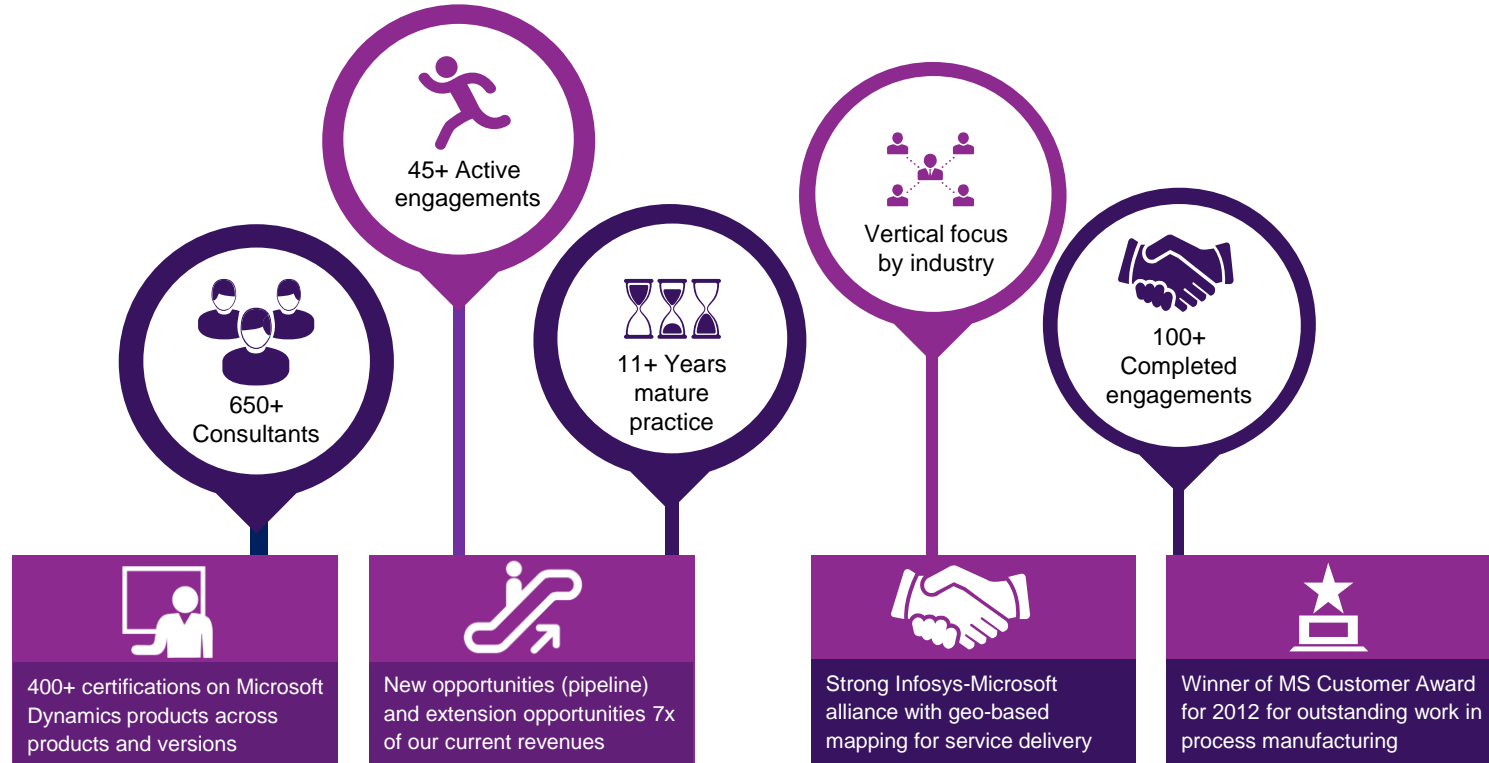 45+ Active
engagements
Vertical focus
by industry
100+
Completed
engagements
11+ Years
mature
practice
650+
Consultants
400+ certifications on Microsoft
Dynamics products across
products and versions
New opportunities (pipeline)
and extension opportunities 7x
of our current revenues
Strong Infosys-Microsoft
alliance with geo-based
mapping for service delivery
Winner of MS Customer Award
for 2012 for outstanding work in
process manufacturing